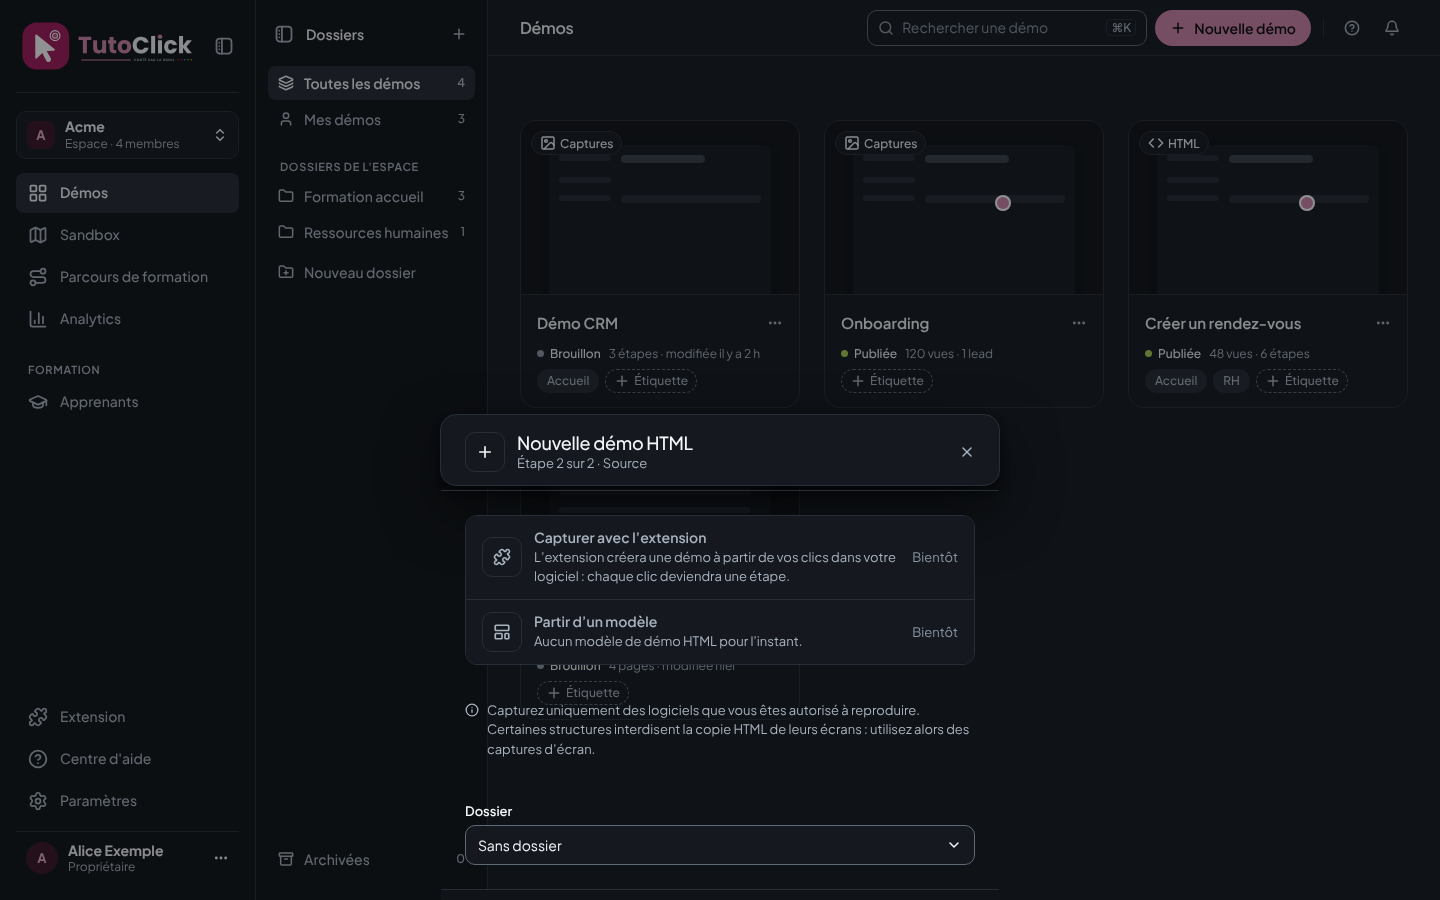 TutoClick
Acme
Espace · 4 membres
Démos
Sandbox
Parcours de formation
Analytics
FORMATION
Apprenants
Extension
Centre d'aide
Paramètres
Alice Exemple
Propriétaire
Dossiers
Toutes les démos 4
Mes démos 3
DOSSIERS DE L'ESPACE
Formation accueil 3
Ressources humaines 1
Nouveau dossier
Archivées 0
Démos
Rechercher une démo ⌘K
Nouvelle démo
Captures
Démo CRM
Brouillon 3 étapes · modifiée il y a 2 h
Accueil
Étiquette
Captures
Onboarding
Publiée 120 vues · 1 lead
Étiquette
HTML
Créer un rendez-vous
Publiée 48 vues · 6 étapes
Accueil
RH
Étiquette
Nouvelle démo HTML
Étape 2 sur 2 · Source
Capturer avec l'extension
L'extension créera une démo à partir de vos clics dans votre
logiciel : chaque clic deviendra une étape.
Bientôt
Partir d'un modèle
Aucun modèle de démo HTML pour l'instant.
Bientôt
Brouillon 4 pages · modifiée hier
Étiquette
Capturez uniquement des logiciels que vous êtes autorisé à reproduire.
Certaines structures interdisent la copie HTML de leurs écrans : utilisez alors des
captures d'écran.
Dossier
Sans dossier